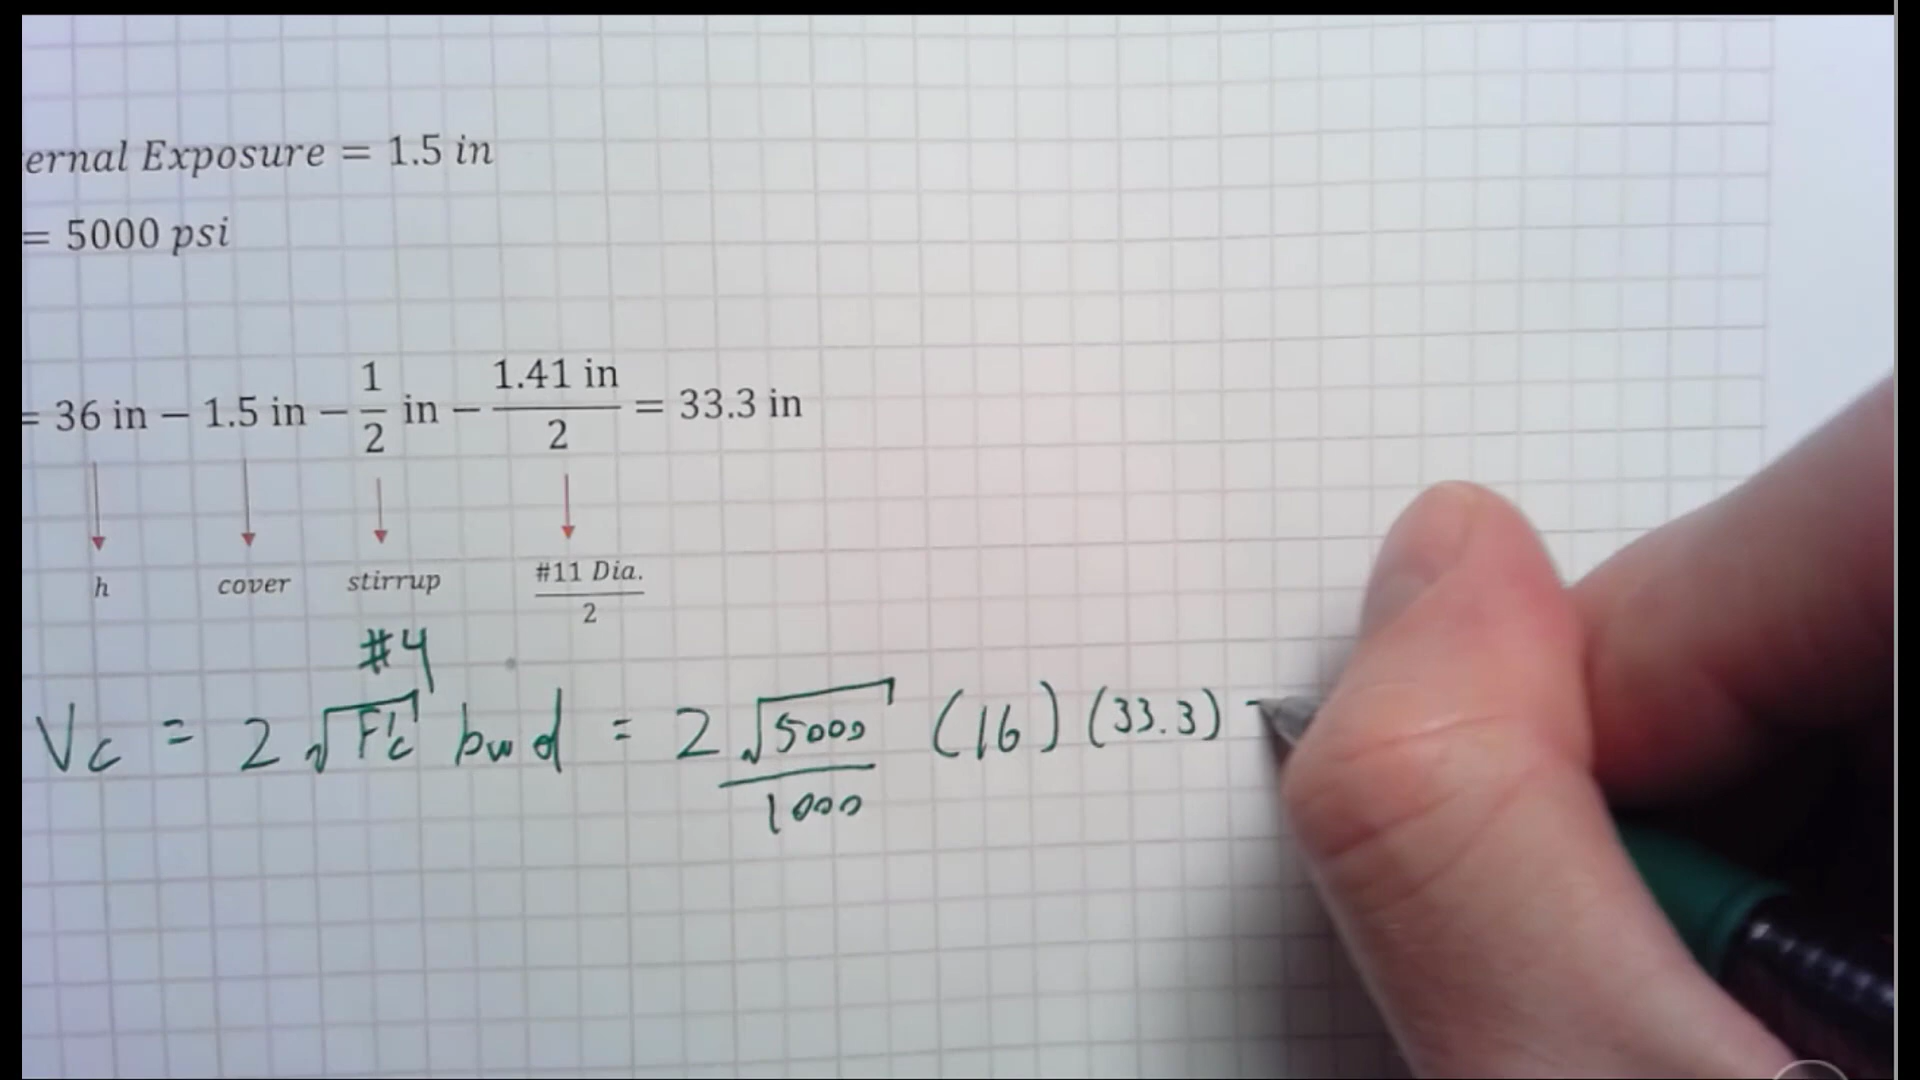 ernal Exposure = 1.5 in
= 5000 psi
= 36 in − 1.5 in − 1/2 in − 1.41 in/2 = 33.3 in
h cover stirrup #11 Dia./2
#4
Vc = 2 √F'c bwd = 2 √5000/1000 (16) (33.3)